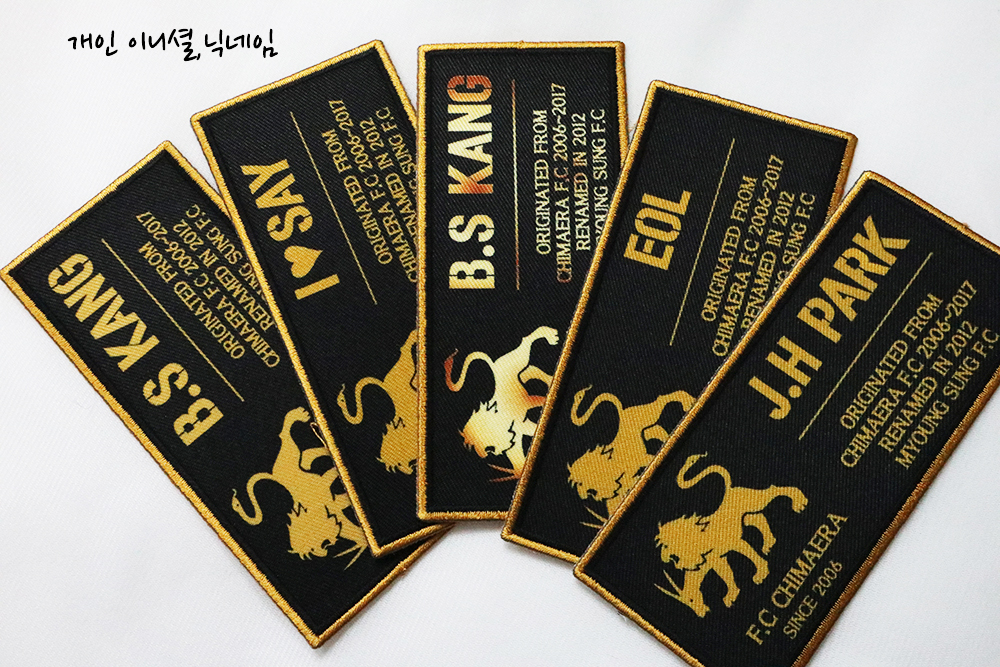 개인 이니셜,닉네임
B.S KANG
ORIGINATED FROM
CHIMAERA F.C 2006~2017
RENAMED IN 2012
SUNG F.C
I ♥ SAY
ORIGINATED FROM
CHIMAERA F.C 2006~2017
RENAMED IN 2012
SUNG F.C
B.S KANG
ORIGINATED FROM
CHIMAERA F.C 2006~2017
RENAMED IN 2012
MYOUNG SUNG F.C
EOL
ORIGINATED FROM
CHIMAERA F.C 2006~2017
RENAMED IN 2012
SUNG F.C
J.H PARK
ORIGINATED FROM
CHIMAERA F.C 2006~2017
RENAMED IN 2012
MYOUNG SUNG F.C
F.C CHIMAERA
SINCE 2006